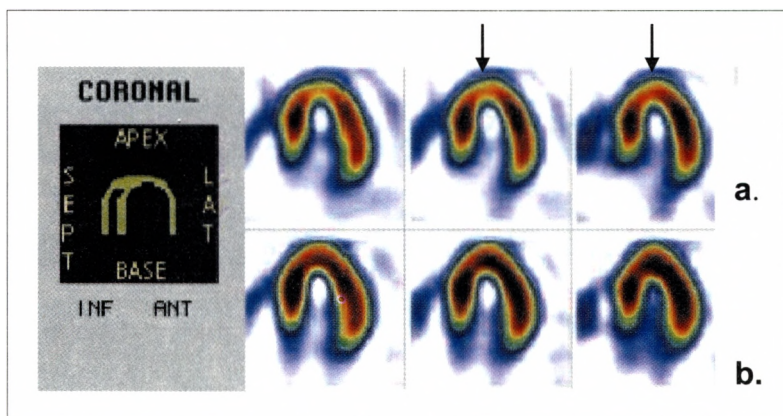 CORONAL
APEX
SEPT
LAT
BASE
INF ANT
a.
b.